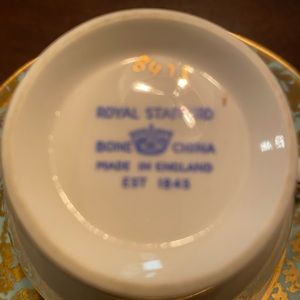 ROYAL STAFFORD
BONE CHINA
MADE IN ENGLAND
EST 1845